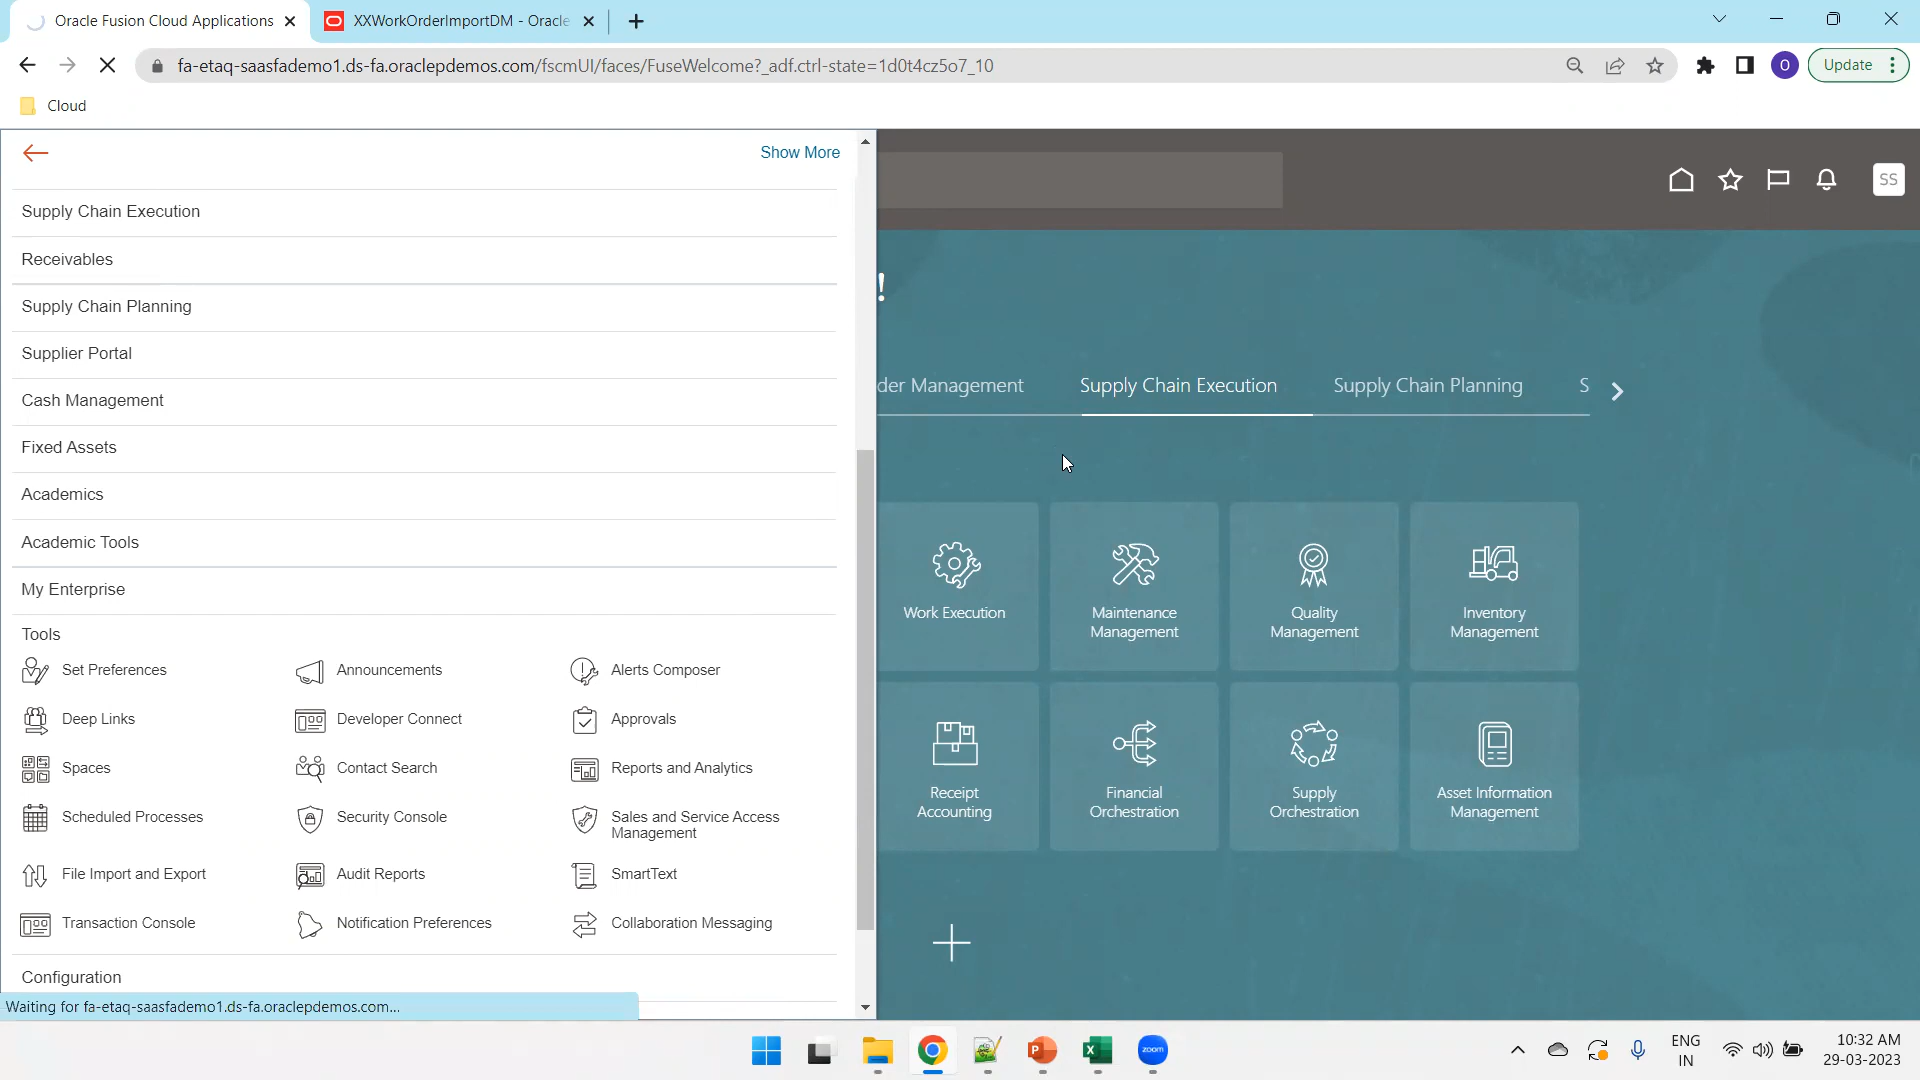 Oracle Fusion Cloud Applications
XXWorkOrderImportDM - Oracle
fa-etaq-saasfademo1.ds-fa.oraclepdemos.com/fscmUI/faces/FuseWelcome?_adf.ctrl-state=1d0t4cz5o7_10
O
Update
Cloud
Show More
Supply Chain Execution
Receivables
Supply Chain Planning
Supplier Portal
Cash Management
Fixed Assets
Academics
Academic Tools
My Enterprise
Tools
Set Preferences
Announcements
Alerts Composer
Deep Links
Developer Connect
Approvals
Spaces
Contact Search
Reports and Analytics
Scheduled Processes
Security Console
Sales and Service Access
Management
File Import and Export
Audit Reports
SmartText
Transaction Console
Notification Preferences
Collaboration Messaging
Configuration
Waiting for fa-etaq-saasfademo1.ds-fa.oraclepdemos.com...
SS
!
der Management
Supply Chain Execution
Supply Chain Planning
S
Work Execution
Maintenance
Management
Quality
Management
Inventory
Management
Receipt
Accounting
Financial
Orchestration
Supply
Orchestration
Asset Information
Management
zoom
ENG
IN
10:32 AM
29-03-2023